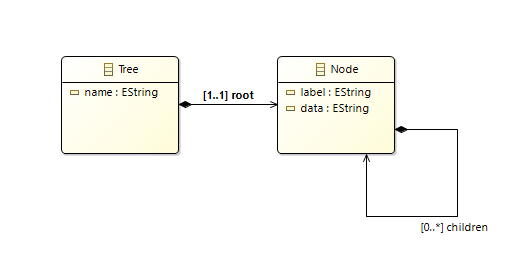 Tree
name : EString
[1..1] root
Node
label : EString
data : EString
[0..*] children